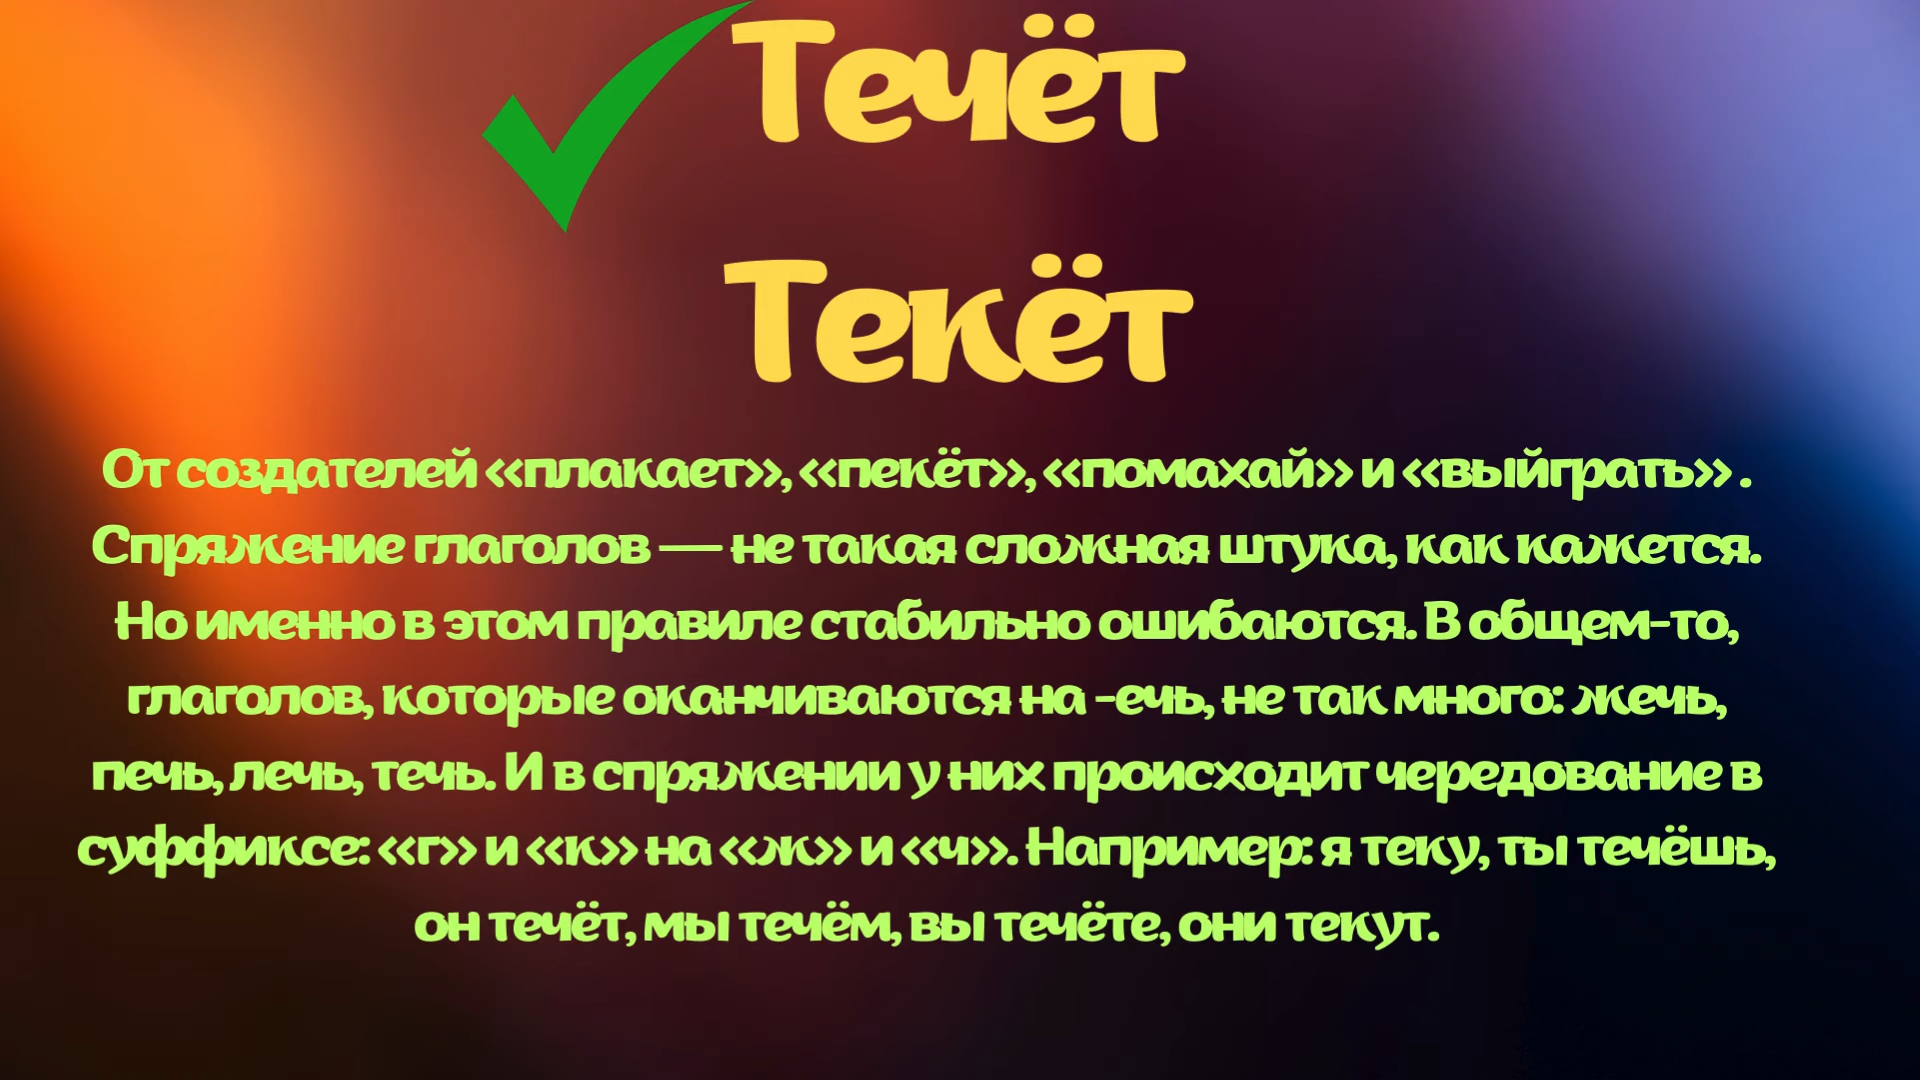 Течёт
Текёт
От создателей «плакает», «пекёт», «помахай» и «выйграть» .
Спряжение глаголов — не такая сложная штука, как кажется.
Но именно в этом правиле стабильно ошибаются. В общем-то,
глаголов, которые оканчиваются на -ечь, не так много: жечь,
печь, лечь, течь. И в спряжении у них происходит чередование в
суффиксе: «г» и «к» на «ж» и «ч». Например: я теку, ты течёшь,
он течёт, мы течём, вы течёте, они текут.